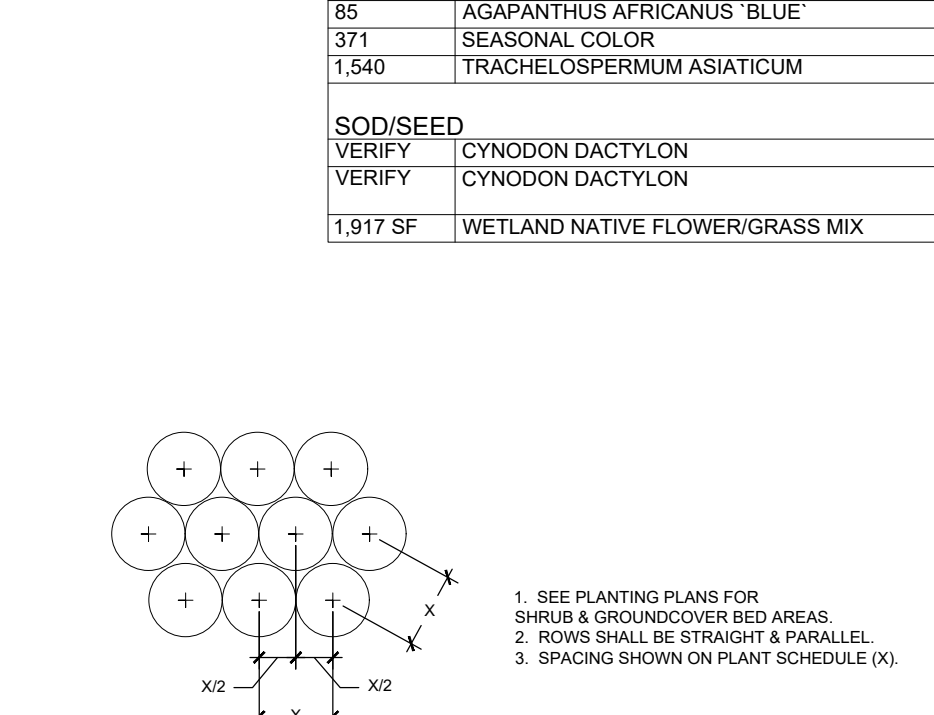 85 AGAPANTHUS AFRICANUS `BLUE`
371 SEASONAL COLOR
1,540 TRACHELOSPERMUM ASIATICUM
SOD/SEED
VERIFY CYNODON DACTYLON
VERIFY CYNODON DACTYLON
1,917 SF WETLAND NATIVE FLOWER/GRASS MIX
X
1. SEE PLANTING PLANS FOR
SHRUB & GROUNDCOVER BED AREAS.
2. ROWS SHALL BE STRAIGHT & PARALLEL.
3. SPACING SHOWN ON PLANT SCHEDULE (X).
X/2 X/2
X